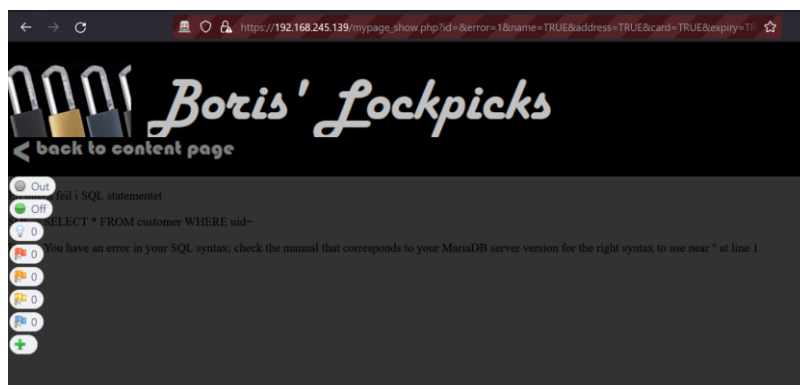 https://192.168.245.139/mypage_show.php?id=&error=1&name=TRUE&address=TRUE&card=TRUE&expiry=TR
Boris' Lockpicks
< back to content page
Out
feil i SQL statementet
Off
SELECT * FROM customer WHERE uid=
0
You have an error in your SQL syntax; check the manual that corresponds to your MariaDB server version for the right syntax to use near '' at line 1
0
0
0
0